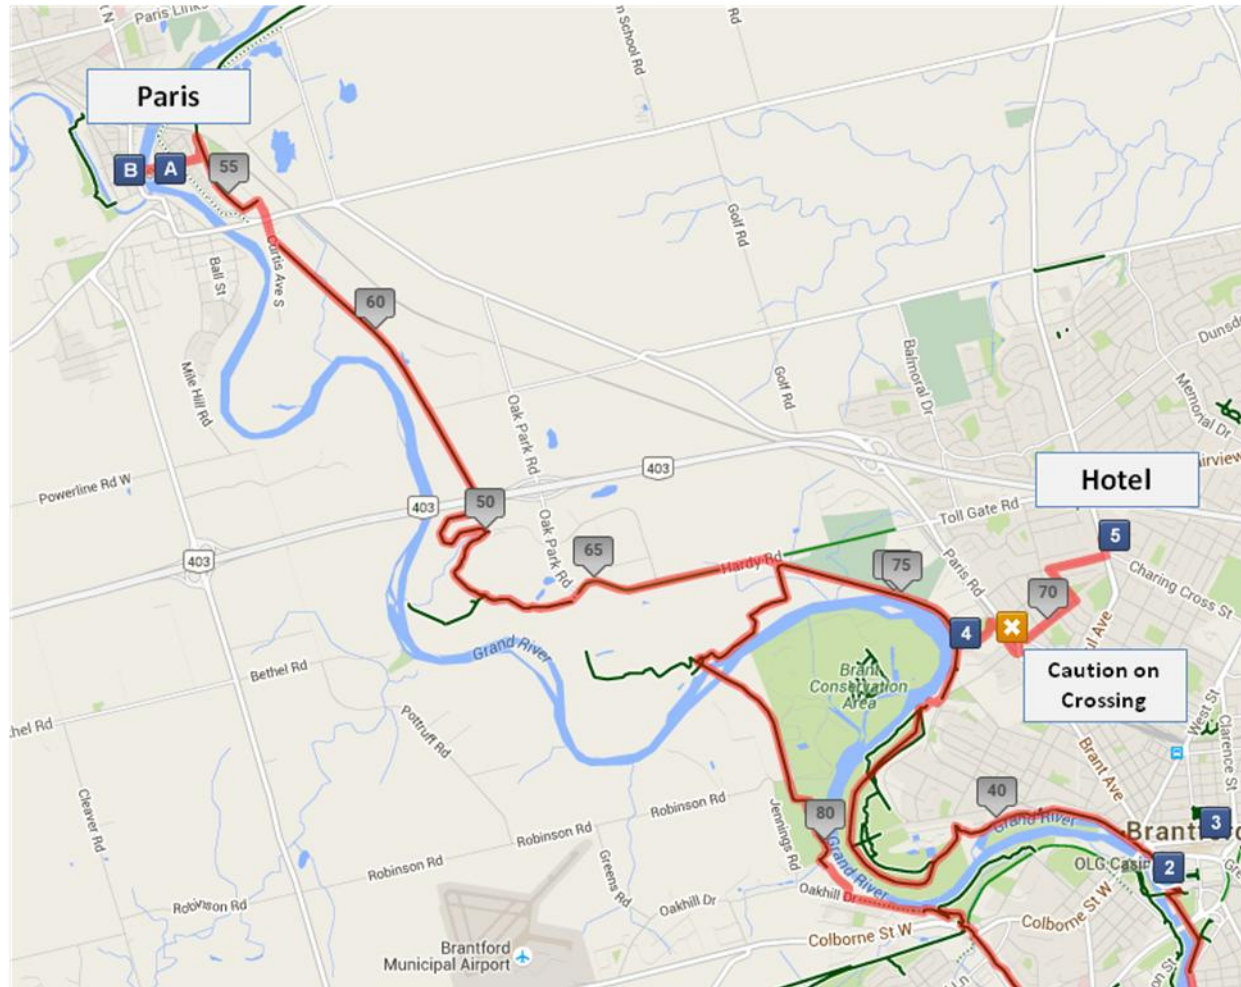 Paris Links
School Rd
Rd
Paris
B
A
55
Golf Rd
Curtis Ave S
Ball St
60
Mile Hill Rd
Balmoral Dr
Golf Rd
Memorial Dr
Oak Park Rd
Powerline Rd W
403
403
403
50
Hotel
Toll Gate Rd
5
Oak Park Rd
65
Hardy Rd
75
Paris Rd
70
Charing Cross St
4
Grand River
Bethel Rd
Brant
Conservation
Area
Caution on
Crossing
West St
Clarence St
Pottruff Rd
Brant Ave
Cleaver Rd
Jennings Rd
Robinson Rd
80
40
Grand River
3
Robinson Rd
Robinson Rd
Greens Rd
Grand River
OLG Casino
2
Robinson Rd
Oakhill Dr
Oakhill Dr
Colborne St W
Colborne St W
Brantford
Municipal Airport